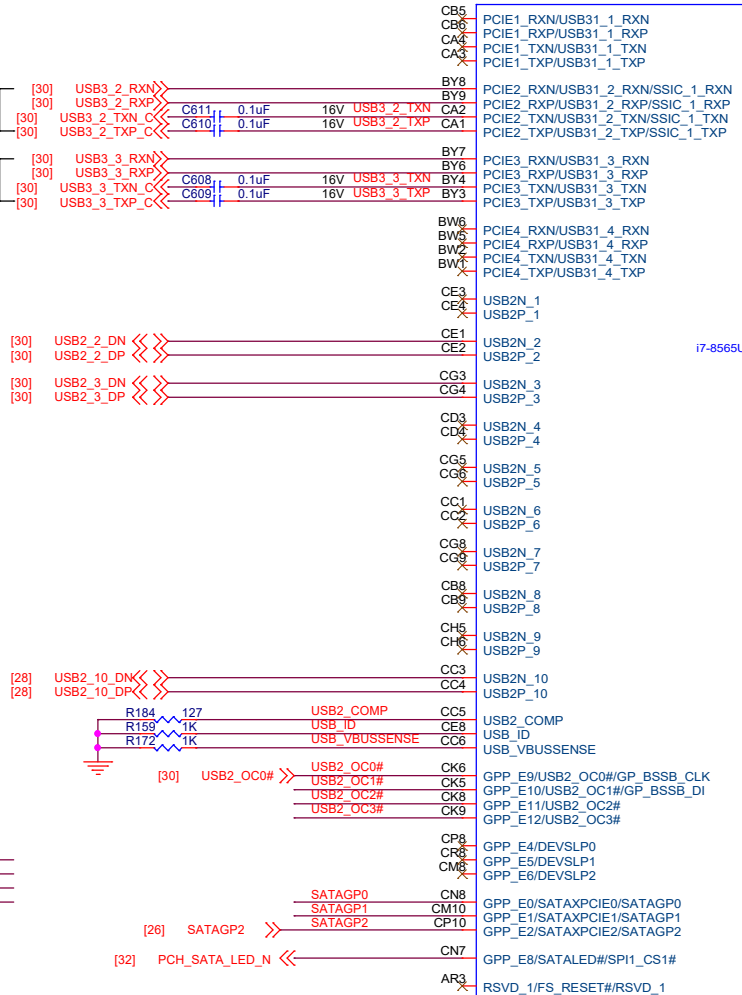 CB5 PCIE1_RXN/USB31_1_RXN
CB6 PCIE1_RXP/USB31_1_RXP
CA4 PCIE1_TXN/USB31_1_TXN
CA3 PCIE1_TXP/USB31_1_TXP
[30] USB3_2_RXN BY8 PCIE2_RXN/USB31_2_RXN/SSIC_1_RXN
[30] USB3_2_RXP BY9 PCIE2_RXP/USB31_2_RXP/SSIC_1_RXP
[30] USB3_2_TXN_C C611 0.1uF 16V USB3_2_TXN CA2 PCIE2_TXN/USB31_2_TXN/SSIC_1_TXN
[30] USB3_2_TXP_C C610 0.1uF 16V USB3_2_TXP CA1 PCIE2_TXP/USB31_2_TXP/SSIC_1_TXP
[30] USB3_3_RXN BY7 PCIE3_RXN/USB31_3_RXN
[30] USB3_3_RXP BY6 PCIE3_RXP/USB31_3_RXP
[30] USB3_3_TXN_C C608 0.1uF 16V USB3_3_TXN BY4 PCIE3_TXN/USB31_3_TXN
[30] USB3_3_TXP_C C609 0.1uF 16V USB3_3_TXP BY3 PCIE3_TXP/USB31_3_TXP
BW6 PCIE4_RXN/USB31_4_RXN
BW5 PCIE4_RXP/USB31_4_RXP
BW2 PCIE4_TXN/USB31_4_TXN
BW1 PCIE4_TXP/USB31_4_TXP
CE3 USB2N_1
CE4 USB2P_1
[30] USB2_2_DN CE1 USB2N_2
[30] USB2_2_DP CE2 USB2P_2
i7-8565U
[30] USB2_3_DN CG3 USB2N_3
[30] USB2_3_DP CG4 USB2P_3
CD3 USB2N_4
CD4 USB2P_4
CG5 USB2N_5
CG6 USB2P_5
CC1 USB2N_6
CC2 USB2P_6
CG8 USB2N_7
CG9 USB2P_7
CB8 USB2N_8
CB9 USB2P_8
CH5 USB2N_9
CH6 USB2P_9
[28] USB2_10_DN CC3 USB2N_10
[28] USB2_10_DP CC4 USB2P_10
R184 127 USB2_COMP CC5 USB2_COMP
R159 1K USB_ID CE8 USB_ID
R172 1K USB_VBUSSENSE CC6 USB_VBUSSENSE
[30] USB2_OC0# USB2_OC0# CK6 GPP_E9/USB2_OC0#/GP_BSSB_CLK
USB2_OC1# CK5 GPP_E10/USB2_OC1#/GP_BSSB_DI
USB2_OC2# CK8 GPP_E11/USB2_OC2#
USB2_OC3# CK9 GPP_E12/USB2_OC3#
CP8 GPP_E4/DEVSLP0
CR8 GPP_E5/DEVSLP1
CM8 GPP_E6/DEVSLP2
SATAGP0 CN8 GPP_E0/SATAXPCIE0/SATAGP0
SATAGP1 CM10 GPP_E1/SATAXPCIE1/SATAGP1
[26] SATAGP2 SATAGP2 CP10 GPP_E2/SATAXPCIE2/SATAGP2
[32] PCH_SATA_LED_N CN7 GPP_E8/SATALED#/SPI1_CS1#
AR3 RSVD_1/FS_RESET#/RSVD_1